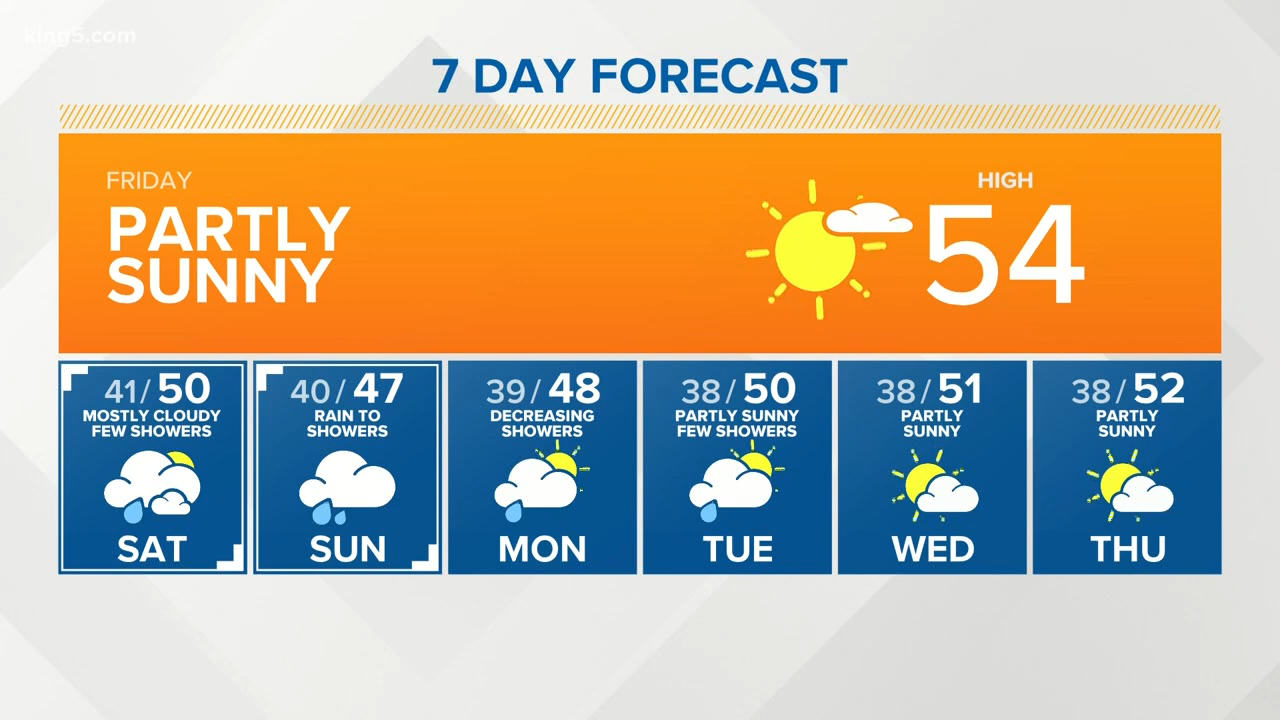 king5.com
7 DAY FORECAST
FRIDAY
PARTLY
SUNNY
HIGH
54
41/50
MOSTLY CLOUDY
FEW SHOWERS
SAT
40/47
RAIN TO
SHOWERS
SUN
39/48
DECREASING
SHOWERS
MON
38/50
PARTLY SUNNY
FEW SHOWERS
TUE
38/51
PARTLY
SUNNY
WED
38/52
PARTLY
SUNNY
THU